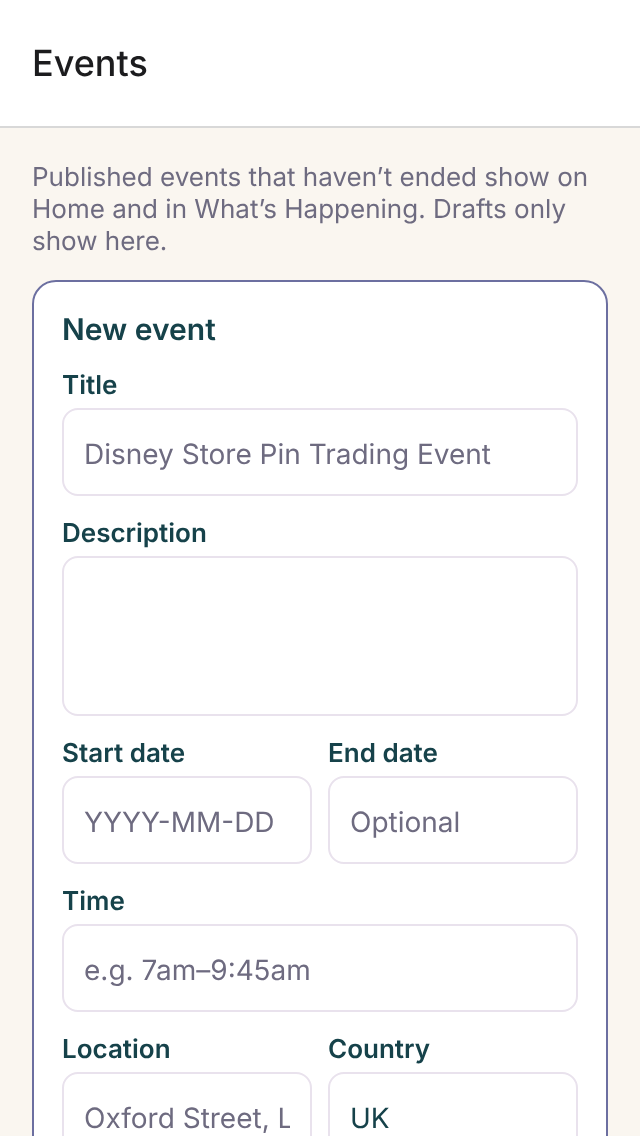 Events
Published events that haven’t ended show on
Home and in What’s Happening. Drafts only
show here.
New event
Title
Disney Store Pin Trading Event
Description
Start date
End date
YYYY-MM-DD
Optional
Time
e.g. 7am–9:45am
Location
Country
Oxford Street, L
UK